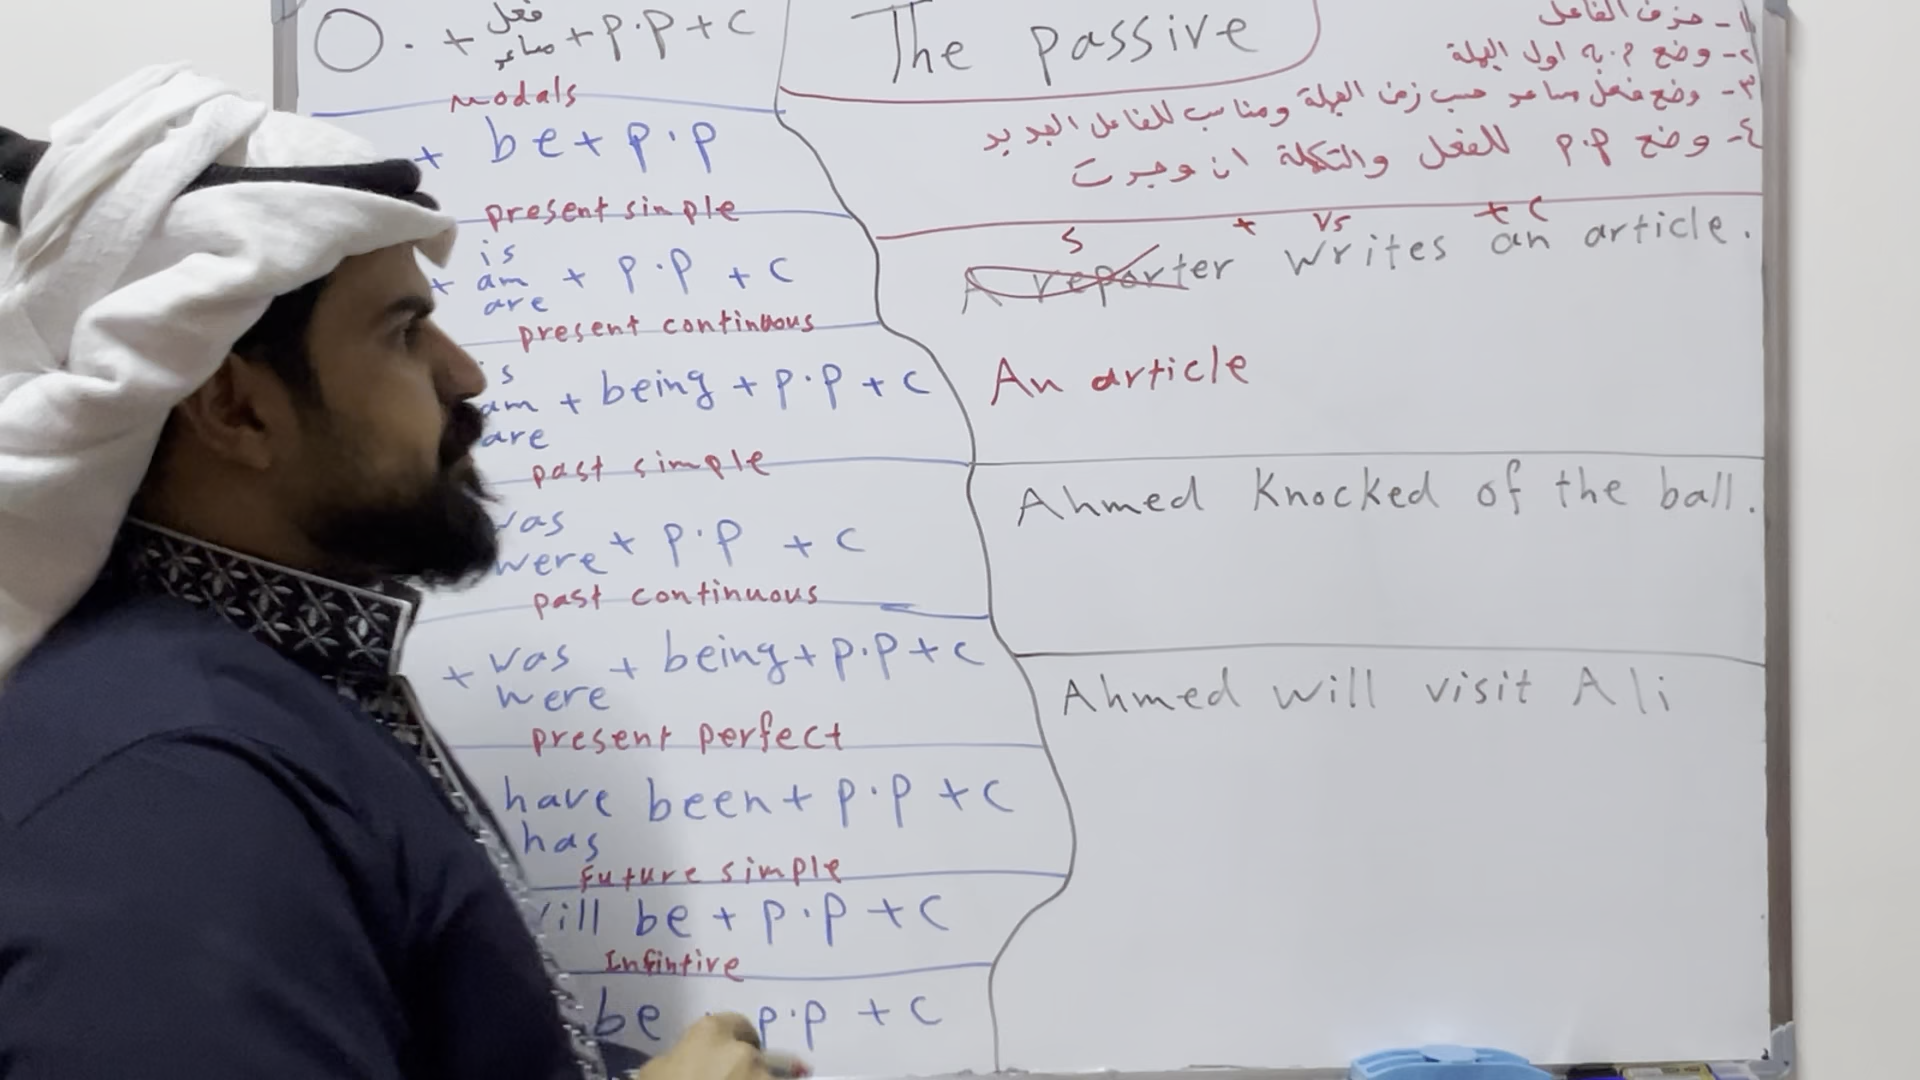 The passive
O. + فعل مساعد + p.p + c
modals
+ be + p.p
present simple
+ is am are + p.p + c
present continuous
is am are + being + p.p + c
past simple
was were + p.p + c
past continuous
+ was were + being + p.p + c
present perfect
have has been + p.p + c
Future simple
will be + p.p + c
Infintive
be + p.p + c
١- حذف الفاعل
٢- وضع م.به اول الجملة
٣- وضع فعل مساعد حسب زمن الجملة ومناسب للفاعل الجديد
٤- وضع p.p للفعل والتكملة ان وجدت
S + Vs + C
A reporter writes an article.
An article
Ahmed Knocked of the ball.
Ahmed will visit Ali